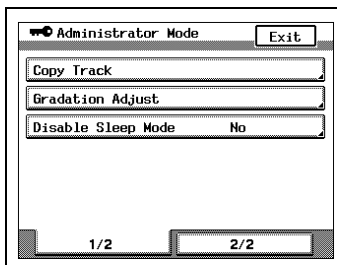 Administrator Mode Exit
Copy Track
Gradation Adjust
Disable Sleep Mode No
1/2 2/2